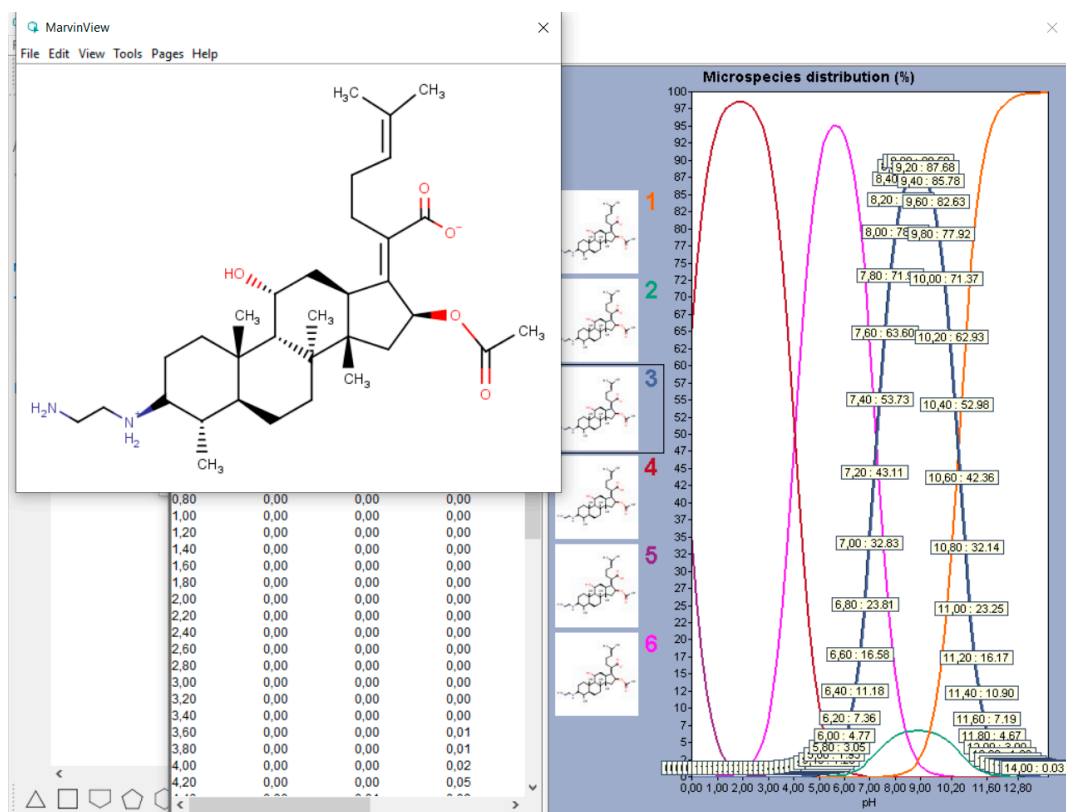 MarvinView
File Edit View Tools Pages Help
H₃C
CH₃
O
O⁻
HO
CH₃
CH₃
O
CH₃
CH₃
O
H₂N
N⁺
H₂
CH₃
Microspecies distribution (%)
1
2
3
4
5
6
100
97
95
92
90
87
85
82
80
77
75
72
70
67
65
62
60
57
55
52
50
47
45
42
40
37
35
32
30
27
25
22
20
17
15
12
10
7
5
2
0
9,20 : 87.68
8,40
9,40 : 85.78
8,20 :
9,60 : 82.63
8,00 : 78
9,80 : 77.92
7,80 : 71.9
10,00 : 71.37
7,60 : 63.60
10,20 : 62.93
7,40 : 53.73
10,40 : 52.98
7,20 : 43.11
10,60 : 42.36
7,00 : 32.83
10,80 : 32.14
6,80 : 23.81
11,00 : 23.25
6,60 : 16.58
11,20 : 16.17
6,40 : 11.18
11,40 : 10.90
6,20 : 7.36
11,60 : 7.19
6,00 : 4.77
11,80 : 4.67
5,80 : 3.05
14,00 : 0.03
0,00 1,00 2,00 3,00 4,00 5,00 6,00 7,00 8,00 9,00 10,20 11,60 12,80
pH
0,80 0,00 0,00 0,00
1,00 0,00 0,00 0,00
1,20 0,00 0,00 0,00
1,40 0,00 0,00 0,00
1,60 0,00 0,00 0,00
1,80 0,00 0,00 0,00
2,00 0,00 0,00 0,00
2,20 0,00 0,00 0,00
2,40 0,00 0,00 0,00
2,60 0,00 0,00 0,00
2,80 0,00 0,00 0,00
3,00 0,00 0,00 0,00
3,20 0,00 0,00 0,00
3,40 0,00 0,00 0,00
3,60 0,00 0,00 0,01
3,80 0,00 0,00 0,01
4,00 0,00 0,00 0,02
4,20 0,00 0,00 0,05